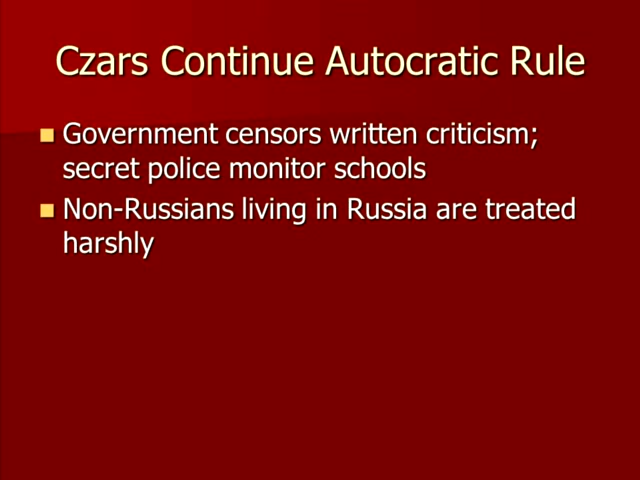 Czars Continue Autocratic Rule
Government censors written criticism;
secret police monitor schools
Non-Russians living in Russia are treated
harshly